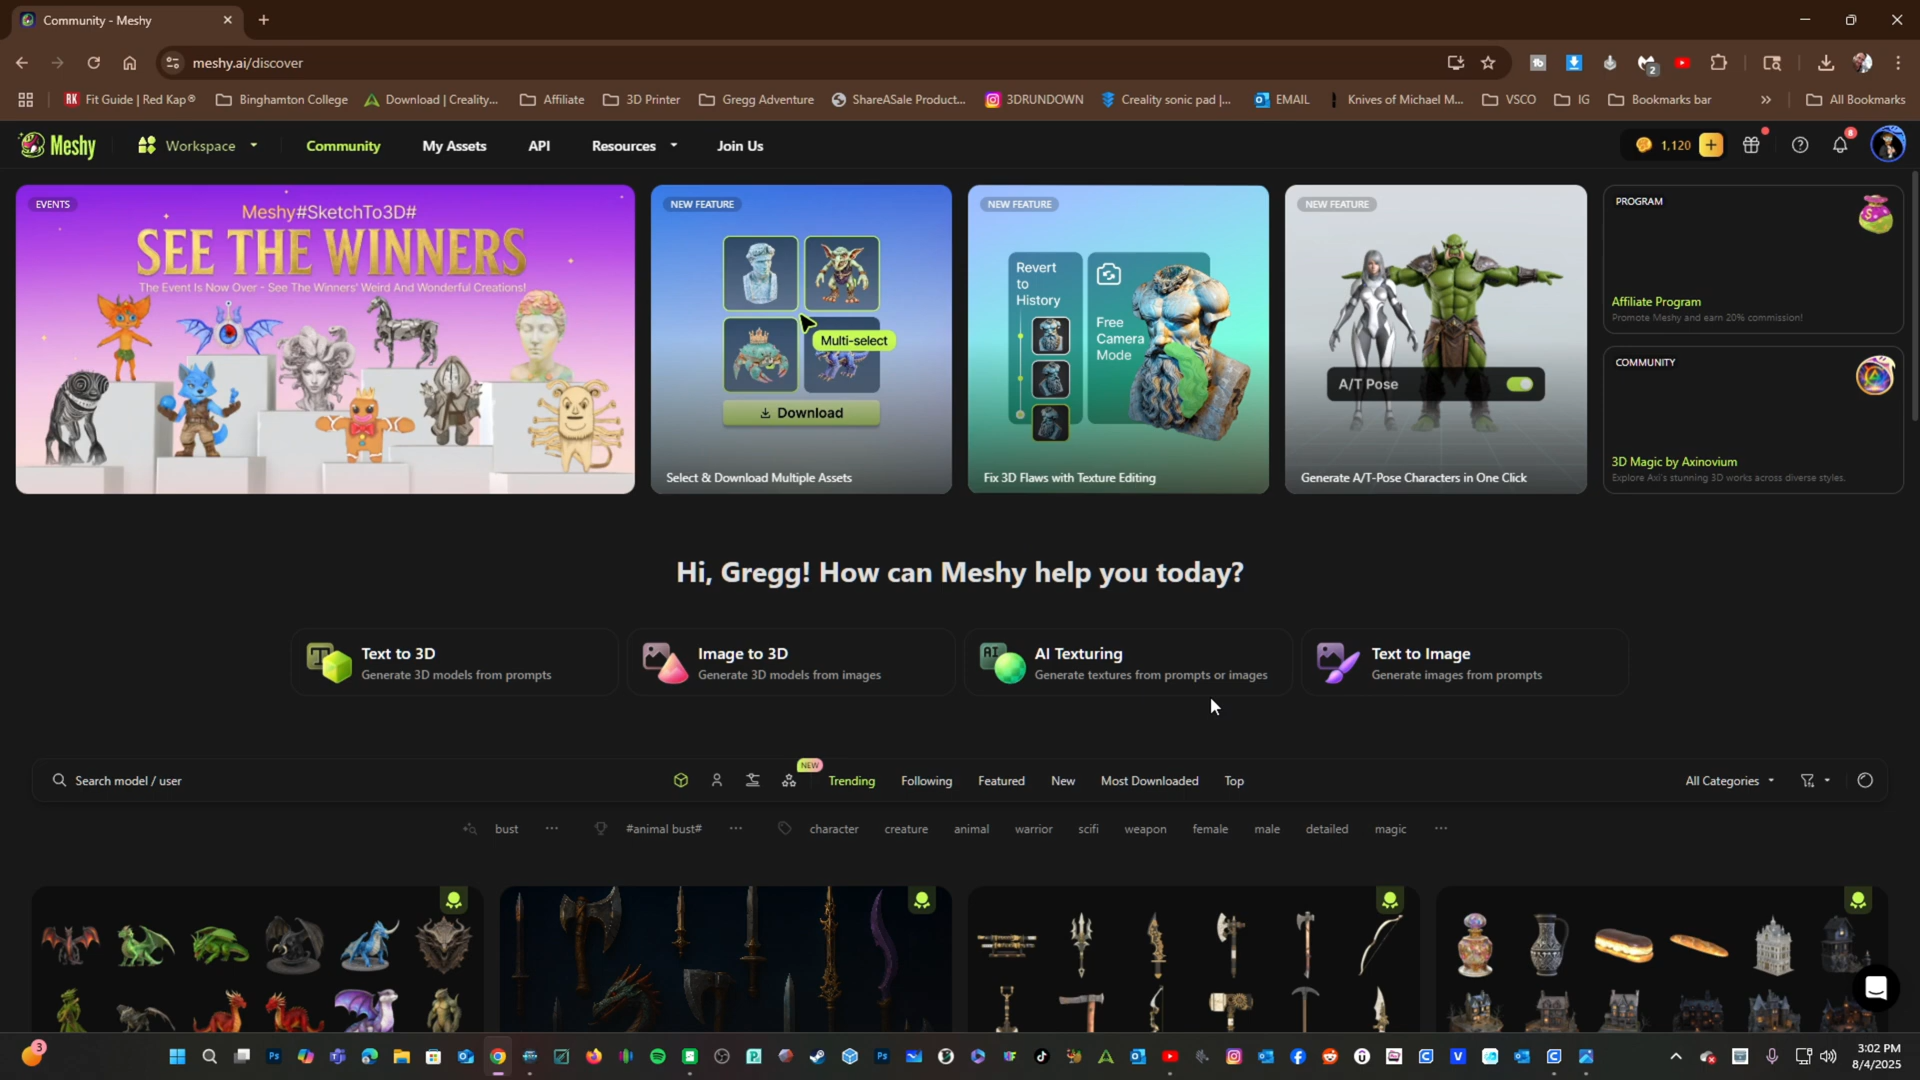 Community - Meshy
meshy.ai/discover
Fit Guide | Red Kap®
Binghamton College
Download | Creality...
Affiliate
3D Printer
Gregg Adventure
ShareASale Product...
3DRUNDOWN
Creality sonic pad |...
EMAIL
Knives of Michael M...
VSCO
IG
Bookmarks bar
All Bookmarks
Meshy
Workspace
Community
My Assets
API
Resources
Join Us
1,120
8
EVENTS
Meshy#SketchTo3D#
SEE THE WINNERS
The Event Is Now Over - See The Winners' Weird And Wonderful Creations!
NEW FEATURE
Multi-select
Download
Select & Download Multiple Assets
NEW FEATURE
Revert
to
History
Free
Camera
Mode
Fix 3D Flaws with Texture Editing
NEW FEATURE
A/T Pose
Generate A/T-Pose Characters in One Click
PROGRAM
Affiliate Program
Promote Meshy and earn 20% commission!
COMMUNITY
3D Magic by Axinovium
Explore Axi's stunning 3D works across diverse styles.
Hi, Gregg! How can Meshy help you today?
Text to 3D
Generate 3D models from prompts
Image to 3D
Generate 3D models from images
AI Texturing
Generate textures from prompts or images
Text to Image
Generate images from prompts
Search model / user
NEW
Trending
Following
Featured
New
Most Downloaded
Top
All Categories
bust
#animal bust#
character
creature
animal
warrior
scifi
weapon
female
male
detailed
magic
3
3:02 PM
8/4/2025